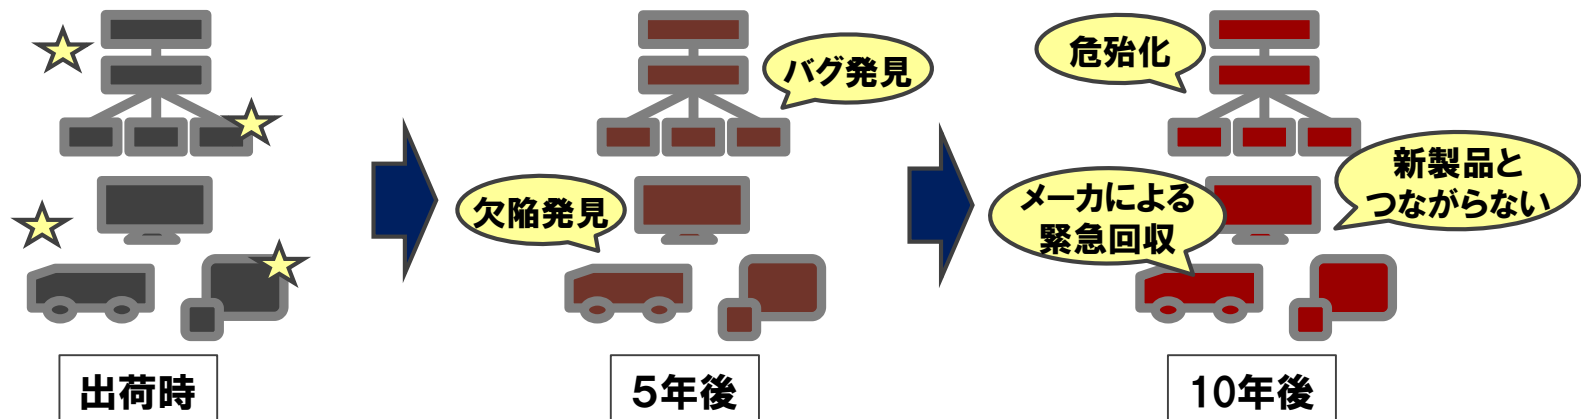 バグ発見
欠陥発見
危殆化
メーカによる
緊急回収
新製品と
つながらない
出荷時
5年後
10年後